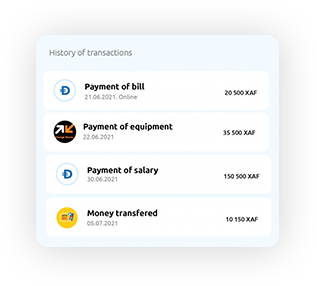 History of transactions
Payment of bill
21.06.2021. Online
20 500 XAF
Payment of equipment
22.06.2021
35 500 XAF
Payment of salary
30.06.2021
150 500 XAF
Money transfered
05.07.2021
10 150 XAF